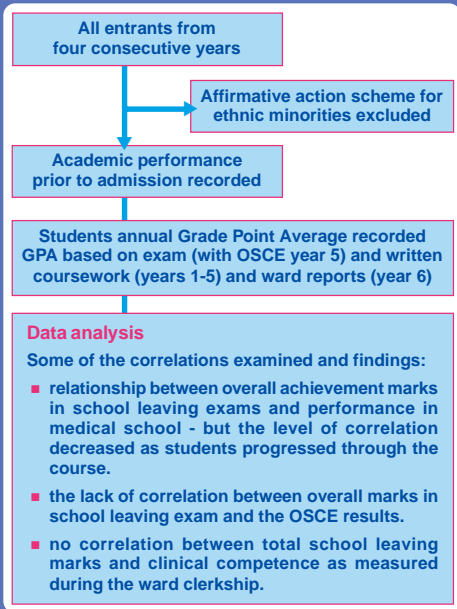 All entrants from
four consecutive years
Affirmative action scheme for
ethnic minorities excluded
Academic performance
prior to admission recorded
Students annual Grade Point Average recorded
GPA based on exam (with OSCE year 5) and written
coursework (years 1-5) and ward reports (year 6)
Data analysis
Some of the correlations examined and findings:
■ relationship between overall achievement marks
in school leaving exams and performance in
medical school - but the level of correlation
decreased as students progressed through the
course.
■ the lack of correlation between overall marks in
school leaving exam and the OSCE results.
■ no correlation between total school leaving
marks and clinical competence as measured
during the ward clerkship.